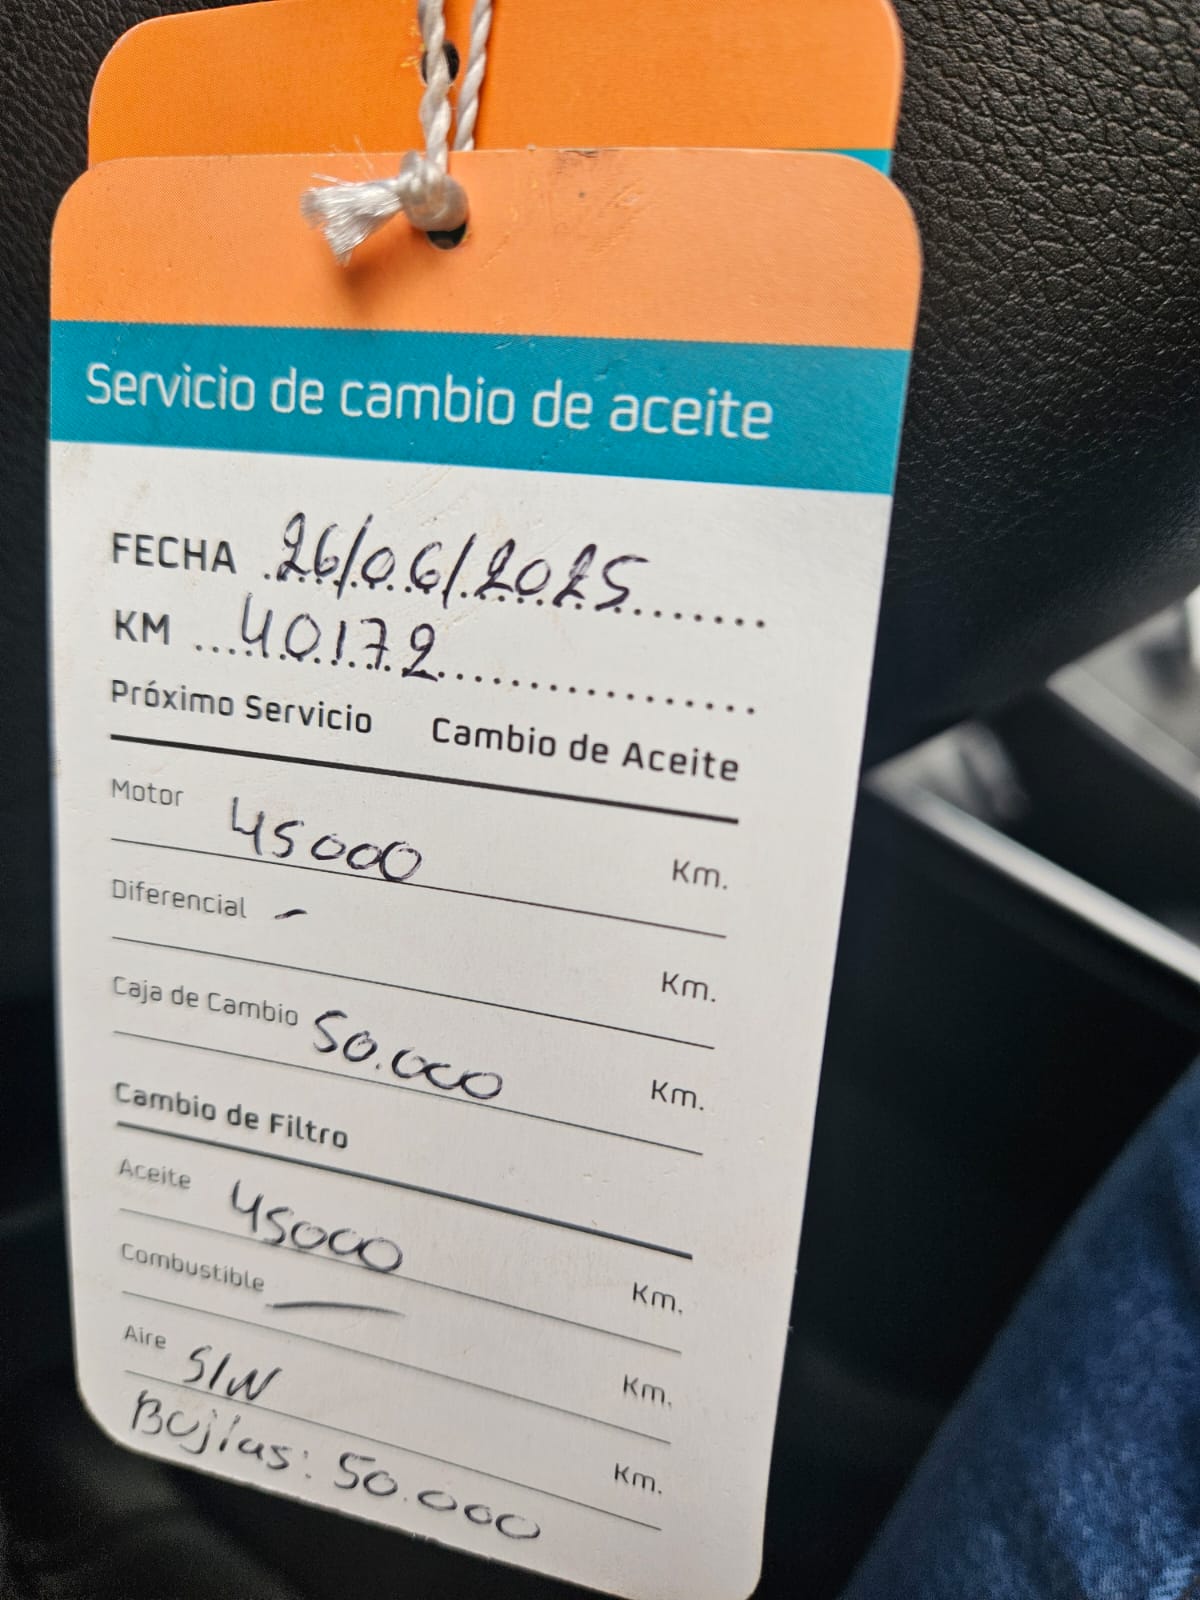 Servicio de cambio de aceite
FECHA 26/06/2025
KM 40172
Próximo Servicio Cambio de Aceite
Motor 45000 Km.
Diferencial - Km.
Caja de Cambio 50.000 Km.
Cambio de Filtro
Aceite 45000 Km.
Combustible — Km.
Aire S/N Km.
Bujías: 50.000